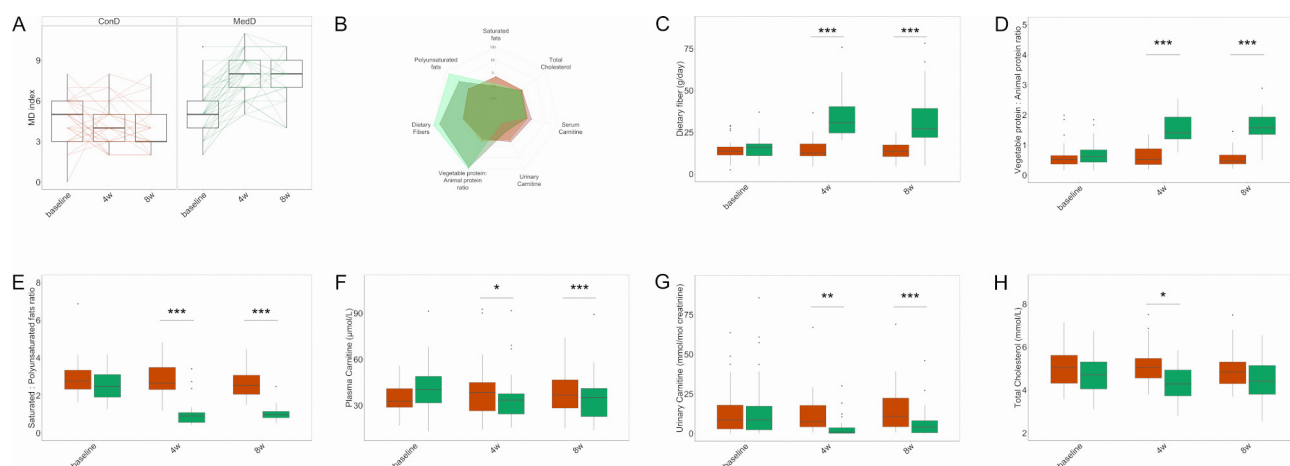 A
ConD
MedD
MD index
9
6
3
0
baseline
4w
8w
baseline
4w
8w
B
Saturated
fats
Total
Cholesterol
Serum
Carnitine
Urinary
Carnitine
Vegetable protein:
Animal protein
ratio
Dietary
Fibers
Polyunsaturated
fats
C
Dietary fiber (g/day)
75
50
25
0
***
***
baseline
4w
8w
D
Vegetable protein : Animal protein ratio
5
4
3
2
1
0
***
***
baseline
4w
8w
E
Saturated : Polyunsaturated fats ratio
8
6
4
2
0
***
***
baseline
4w
8w
F
Plasma Carnitine (µmol/L)
90
60
30
*
***
baseline
4w
8w
G
Urinary Carnitine (mmol/mol creatinine)
100
75
50
25
0
**
***
baseline
4w
8w
H
Total Cholesterol (mmol/L)
8
6
4
2
*
baseline
4w
8w